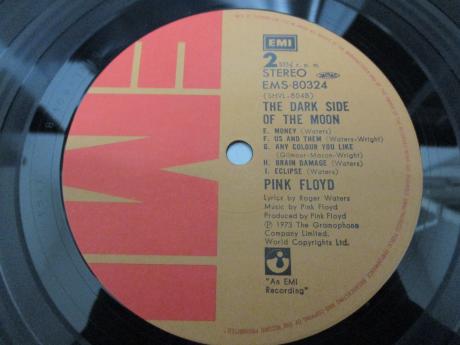 EMI
EMI
2 33⅓ r. p. m.
STEREO
EMS-80324
(SHVL-804B)
THE DARK SIDE
OF THE MOON
E. MONEY (Waters)
F. US AND THEM (Waters-Wright)
G. ANY COLOUR YOU LIKE
(Gilmour-Mason-Wright)
H. BRAIN DAMAGE (Waters)
I. ECLIPSE (Waters)
PINK FLOYD
Lyrics by Roger Waters
Music by Pink Floyd
Produced by Pink Floyd
Ⓟ 1973 The Gramophone
Company Limited.
World Copyrights Ltd.
"An EMI
Recording"